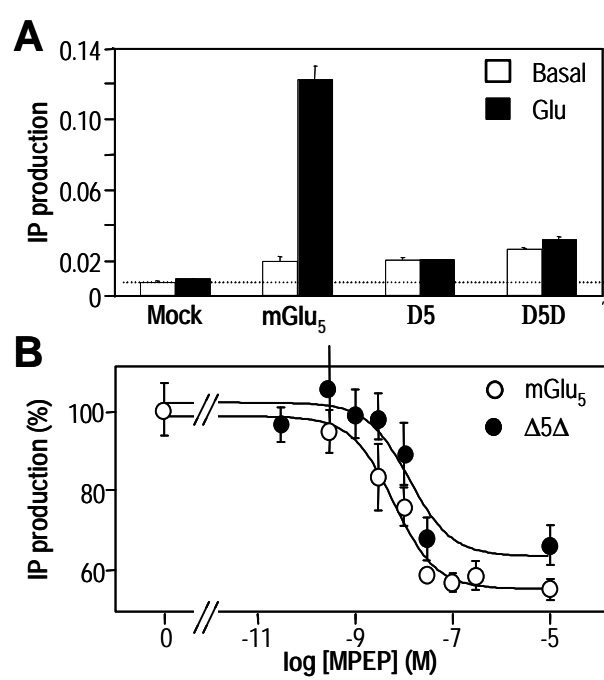 A
0.14
0.10
0.06
0.02
0
IP production
Basal
Glu
Mock
mGlu5
D5
D5D
B
100
80
60
IP production (%)
mGlu5
Δ5Δ
0
-11
-9
-7
-5
log [MPEP] (M)